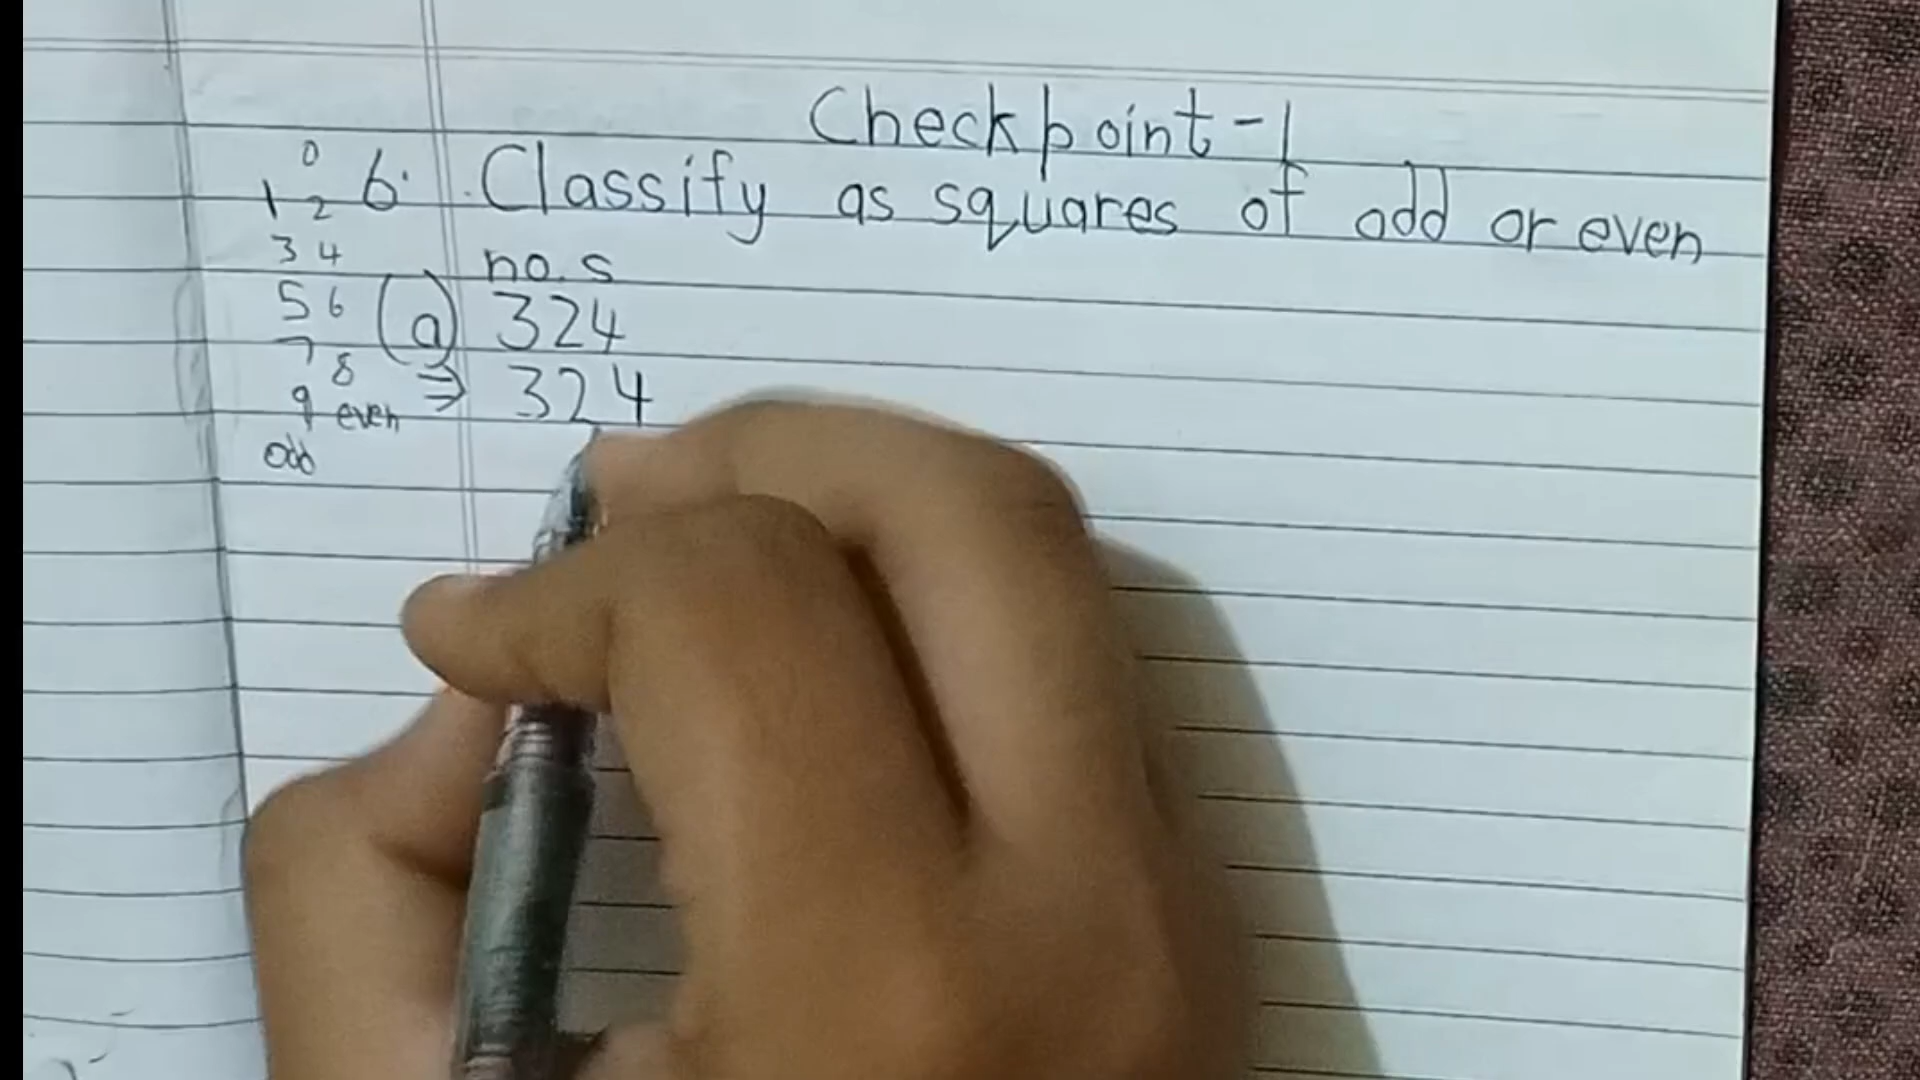 Checkpoint-1
6. Classify as squares of odd or even
no.s
(a) 324
⇒ 324
0
1 2
3 4
5 6
7 8
9 even
odd